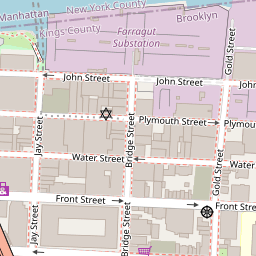 New York County
Manhattan
Brooklyn
Kings County
Farragut
Substation
Gold Street
John Street
John Street
Jay Street
Bridge Street
Plymouth Street
Plymou
Water Street
Water
Gold Street
Front Street
Front Street
Jay Street
Bridge Street